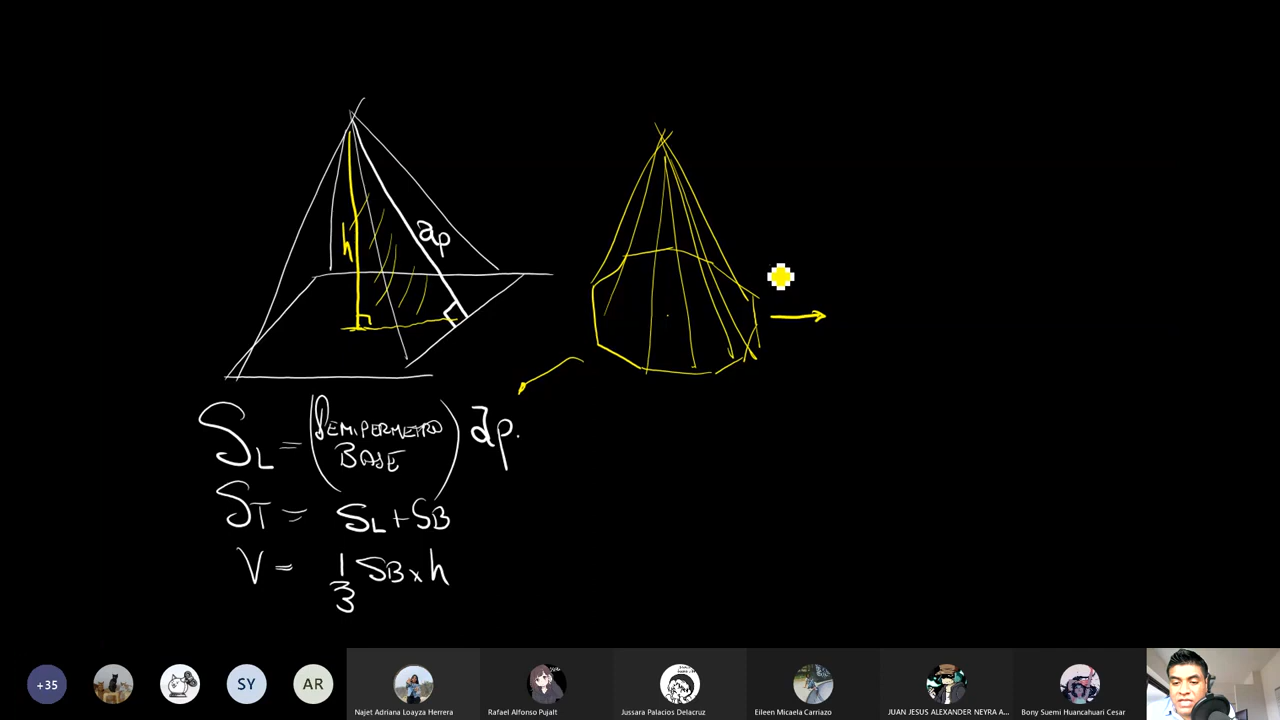 h
ap
SL = (SEMIPERMETRO BASE) ap.
ST = SL + SB
V = 1/3 SB x h
+35
SY
AR
Najet Adriana Loayza Herrera
Rafael Alfonso Pujalt
Jussara Palacios Delacruz
Eileen Micaela Carriazo
JUAN JESUS ALEXANDER NEYRA A...
Bony Suemi Huancahuari Cesar